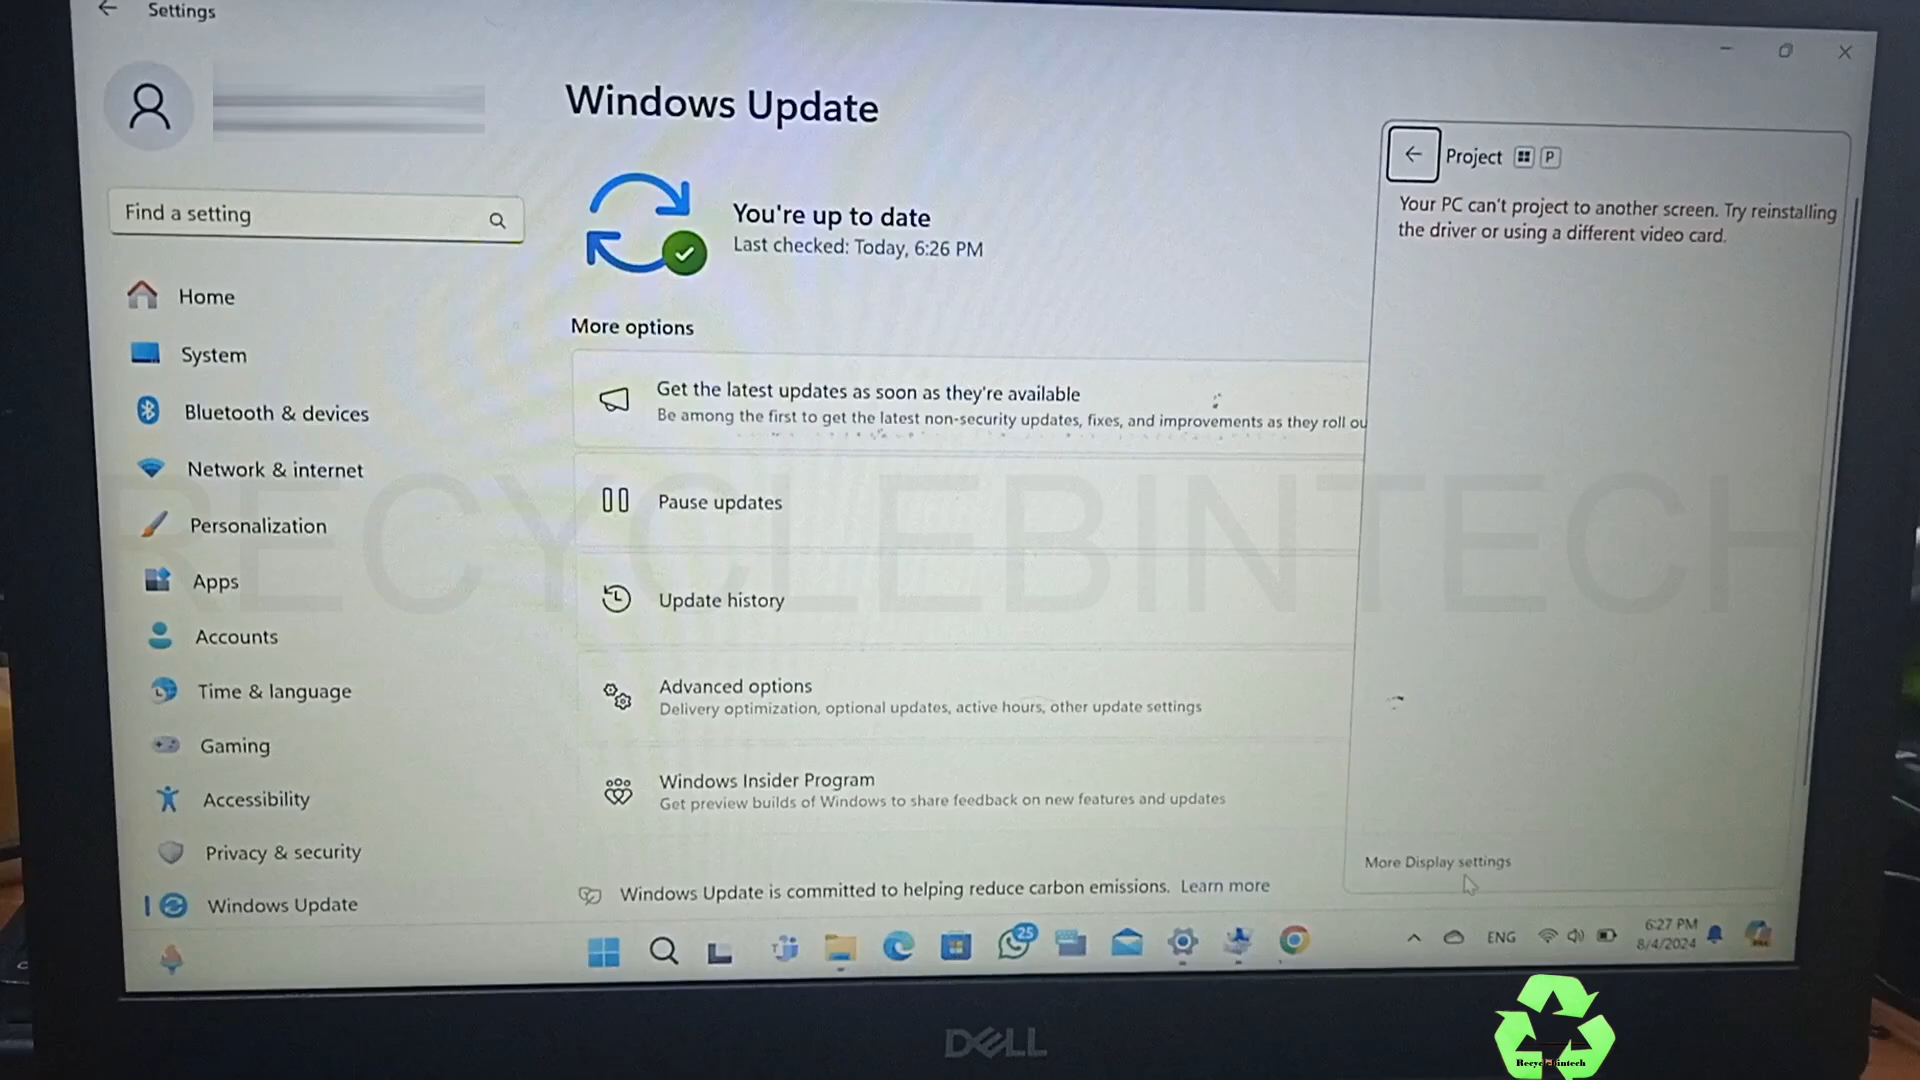 Settings
Windows Update
Find a setting
You're up to date
Last checked: Today, 6:26 PM
Project P
Your PC can't project to another screen. Try reinstalling
the driver or using a different video card.
Home
System
Bluetooth & devices
Network & internet
Personalization
Apps
Accounts
Time & language
Gaming
Accessibility
Privacy & security
Windows Update
More options
Get the latest updates as soon as they're available
Be among the first to get the latest non-security updates, fixes, and improvements as they roll ou
Pause updates
Update history
Advanced options
Delivery optimization, optional updates, active hours, other update settings
Windows Insider Program
Get preview builds of Windows to share feedback on new features and updates
Windows Update is committed to helping reduce carbon emissions. Learn more
More Display settings
RECYCLEBINTECH
25
ENG
6:27 PM
8/4/2024
DELL
Recyclebintech